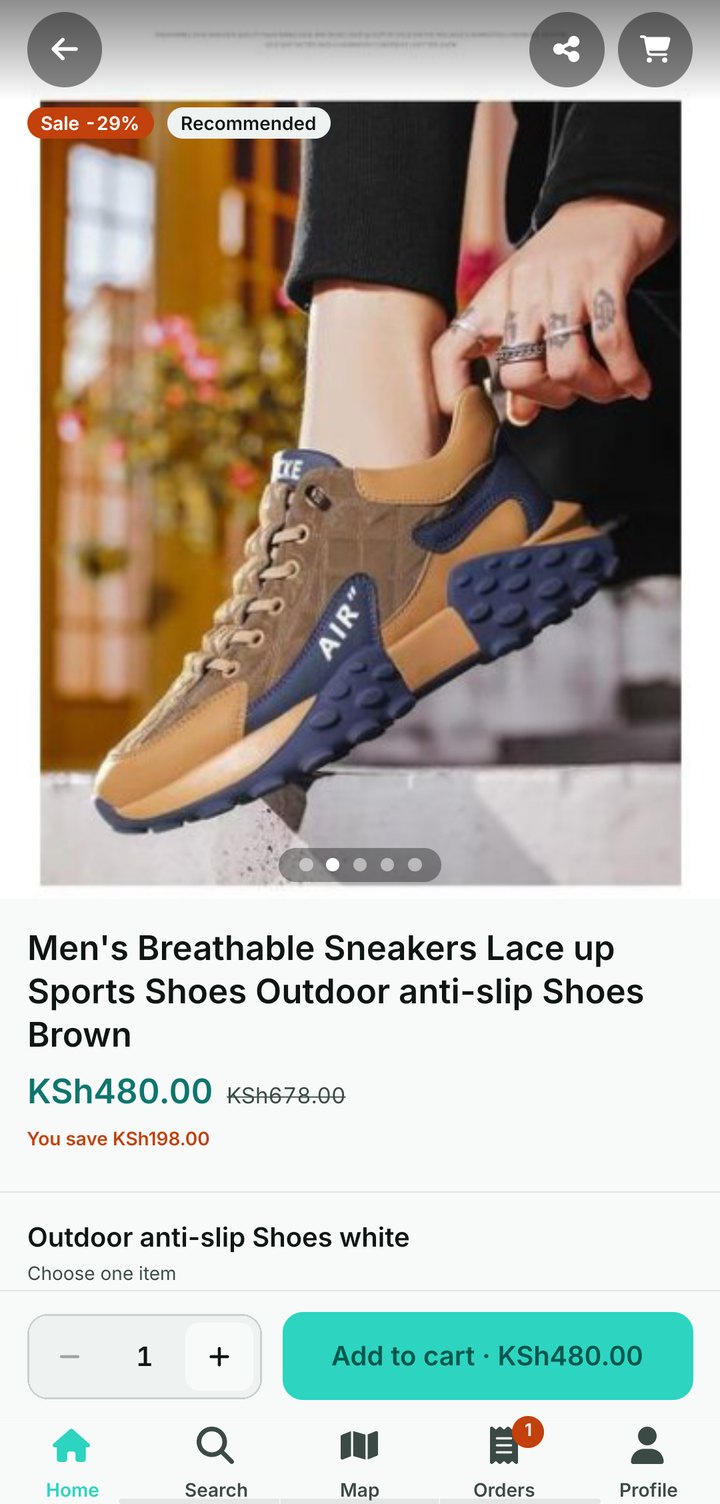 Sale -29%
Recommended
AIR"
Men's Breathable Sneakers Lace up
Sports Shoes Outdoor anti-slip Shoes
Brown
KSh480.00 KSh678.00
You save KSh198.00
Outdoor anti-slip Shoes white
Choose one item
1
Add to cart · KSh480.00
1
Home Search Map Orders Profile